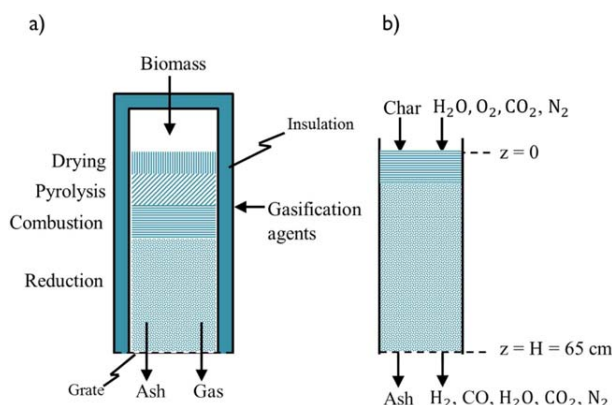 a)
Biomass
Insulation
Drying
Pyrolysis
Combustion
Gasification
agents
Reduction
Grate
Ash
Gas
b)
Char
H₂O, O₂, CO₂, N₂
z = 0
z = H = 65 cm
Ash
H₂, CO, H₂O, CO₂, N₂